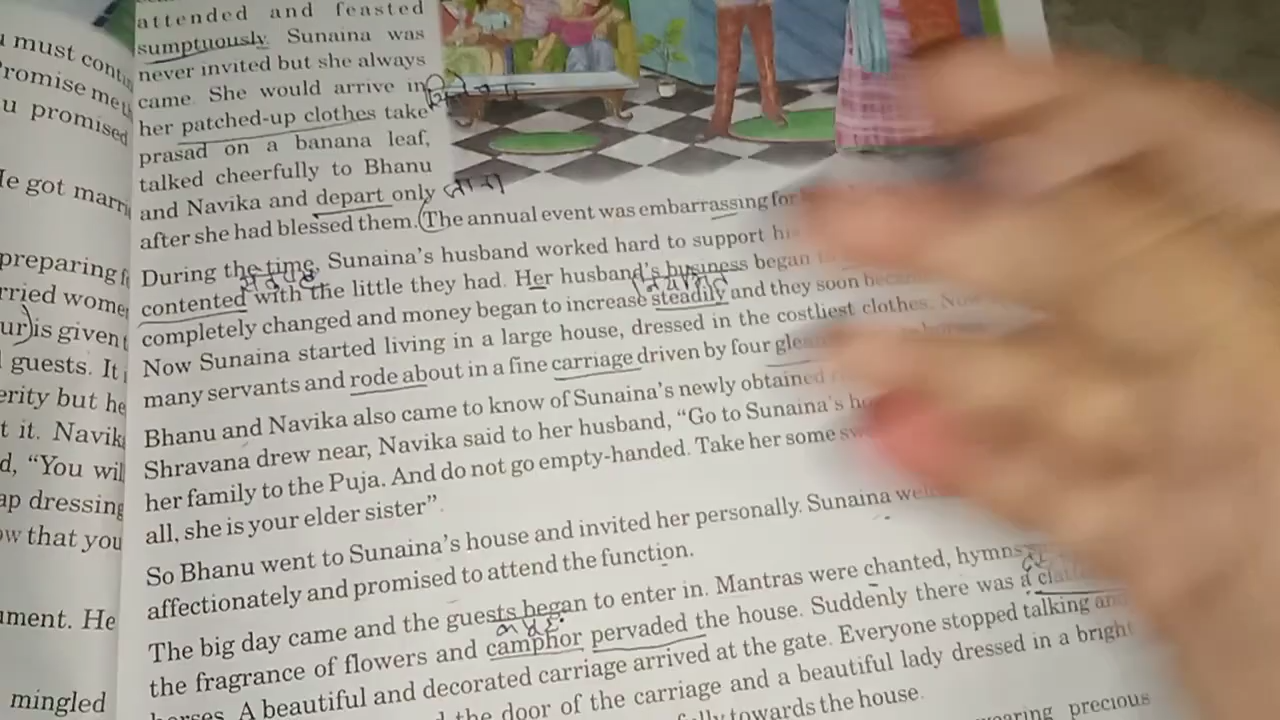 u must conti
Promise me
u promised
He got marri
preparing f
rried wome
ur) is given t
guests. It
erity but he
t it. Navik
d, "You wil
ap dressing
ow that you
ument. He
mingled
attended and feasted
sumptuously. Sunaina was
never invited but she always
came. She would arrive in
her patched-up clothes take
prasad on a banana leaf,
talked cheerfully to Bhanu
and Navika and depart only
after she had blessed them. (The annual event was embarrassing for
During the time, Sunaina's husband worked hard to support
contented with the little they had. Her husband's business began
completely changed and money began to increase steadily and they soon
Now Sunaina started living in a large house, dressed in the costliest clothes.
many servants and rode about in a fine carriage driven by four
Bhanu and Navika also came to know of Sunaina's newly obtained
Shravana drew near, Navika said to her husband, "Go to Sunaina's
her family to the Puja. And do not go empty-handed. Take her some
all, she is your elder sister".
So Bhanu went to Sunaina's house and invited her personally. Sunaina
affectionately and promised to attend the function.
The big day came and the guests began to enter in. Mantras were chanted, hymns
the fragrance of flowers and camphor pervaded the house. Suddenly there was a
horses. A beautiful and decorated carriage arrived at the gate. Everyone stopped talking and
the door of the carriage and a beautiful lady dressed in a bright
towards the house.
wearing precious